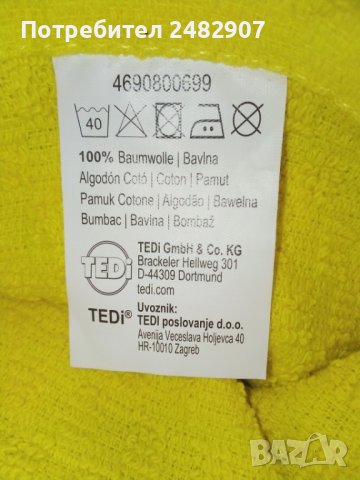 Потребител 2482907
4690800699
40
100% Baumwolle | Bavlna
Algodón Cotó | Coton | Pamut
Pamuk Cotone | Algodão | Bawełna
Bumbac | Bavlna | Bombaž
TEDi
TEDi GmbH & Co. KG
Brackeler Hellweg 301
D-44309 Dortmund
tedi.com
TEDi®
Uvoznik:
TEDI poslovanje d.o.o.
Avenija Veceslava Holjevca 40
HR-10010 Zagreb
BAZAR